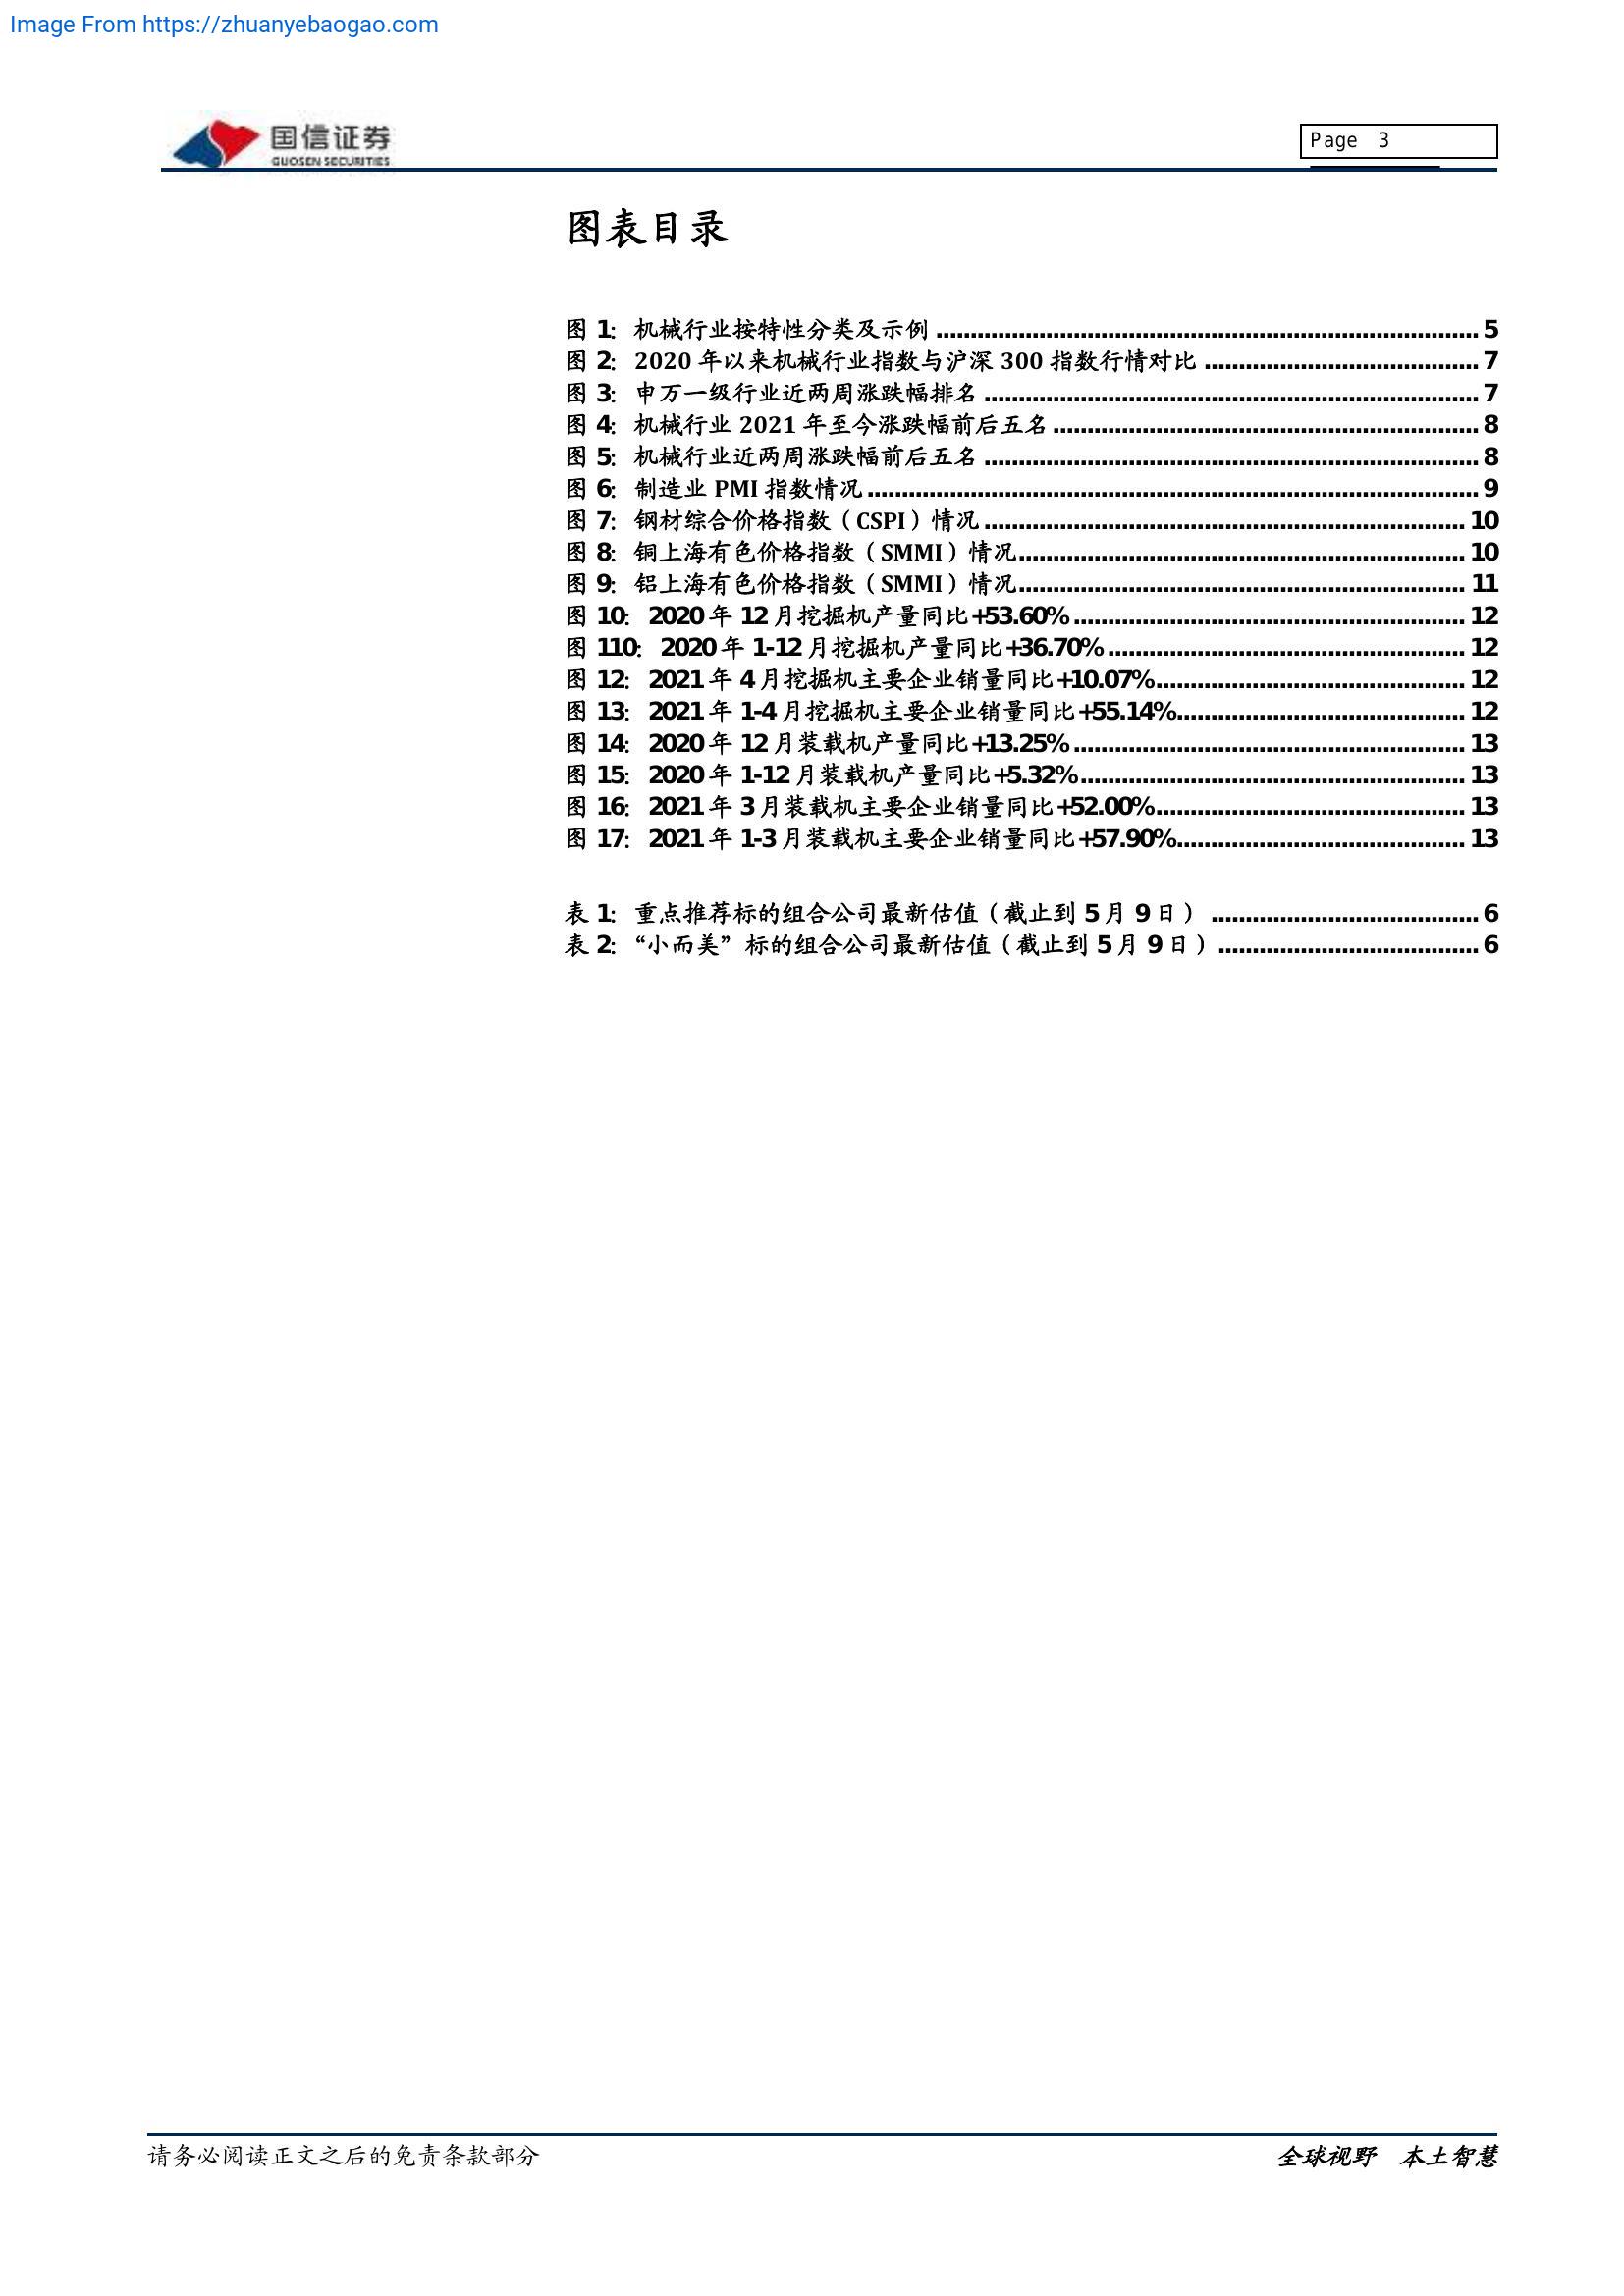 Image From https://zhuanyebaogao.com
国信证券
GUOSEN SECURITIES
Page 3
图表目录
图 1: 机械行业按特性分类及示例 ........ 5
图 2: 2020 年以来机械行业指数与沪深 300 指数行情对比 ........ 7
图 3: 申万一级行业近两周涨跌幅排名 ........ 7
图 4: 机械行业 2021 年至今涨跌幅前后五名 ........ 8
图 5: 机械行业近两周涨跌幅前后五名 ........ 8
图 6: 制造业 PMI 指数情况 ........ 9
图 7: 钢材综合价格指数（CSPI）情况 ........ 10
图 8: 铜上海有色价格指数（SMMI）情况 ........ 10
图 9: 铝上海有色价格指数（SMMI）情况 ........ 11
图 10: 2020 年 12 月挖掘机产量同比+53.60% ........ 12
图 110: 2020 年 1-12 月挖掘机产量同比+36.70% ........ 12
图 12: 2021 年 4 月挖掘机主要企业销量同比+10.07% ........ 12
图 13: 2021 年 1-4 月挖掘机主要企业销量同比+55.14% ........ 12
图 14: 2020 年 12 月装载机产量同比+13.25% ........ 13
图 15: 2020 年 1-12 月装载机产量同比+5.32% ........ 13
图 16: 2021 年 3 月装载机主要企业销量同比+52.00% ........ 13
图 17: 2021 年 1-3 月装载机主要企业销量同比+57.90% ........ 13
表 1: 重点推荐标的组合公司最新估值（截止到 5 月 9 日） ........ 6
表 2: “小而美”标的组合公司最新估值（截止到 5 月 9 日） ........ 6
请务必阅读正文之后的免责条款部分
全球视野 本土智慧